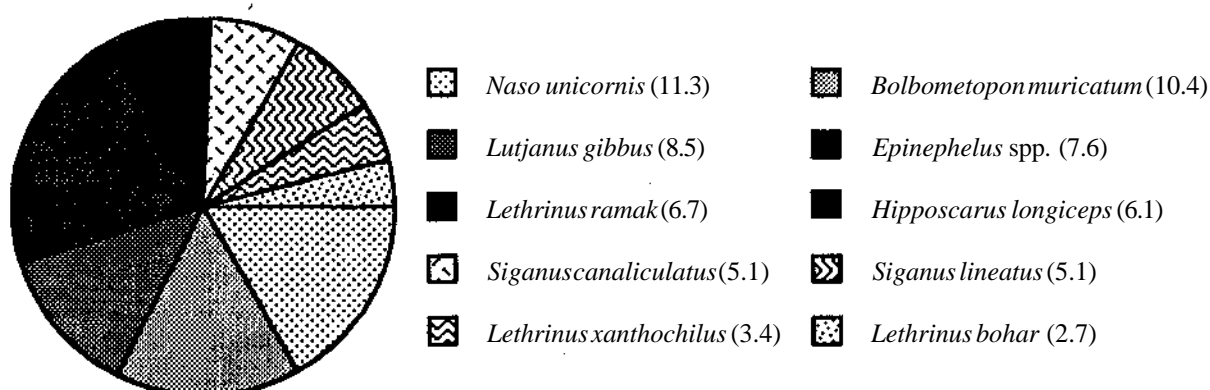 Naso unicornis (11.3) Bolbometopon muricatum (10.4)
Lutjanus gibbus (8.5) Epinephelus spp. (7.6)
Lethrinus ramak (6.7) Hipposcarus longiceps (6.1)
Siganus canaliculatus (5.1) Siganus lineatus (5.1)
Lethrinus xanthochilus (3.4) Lethrinus bohar (2.7)